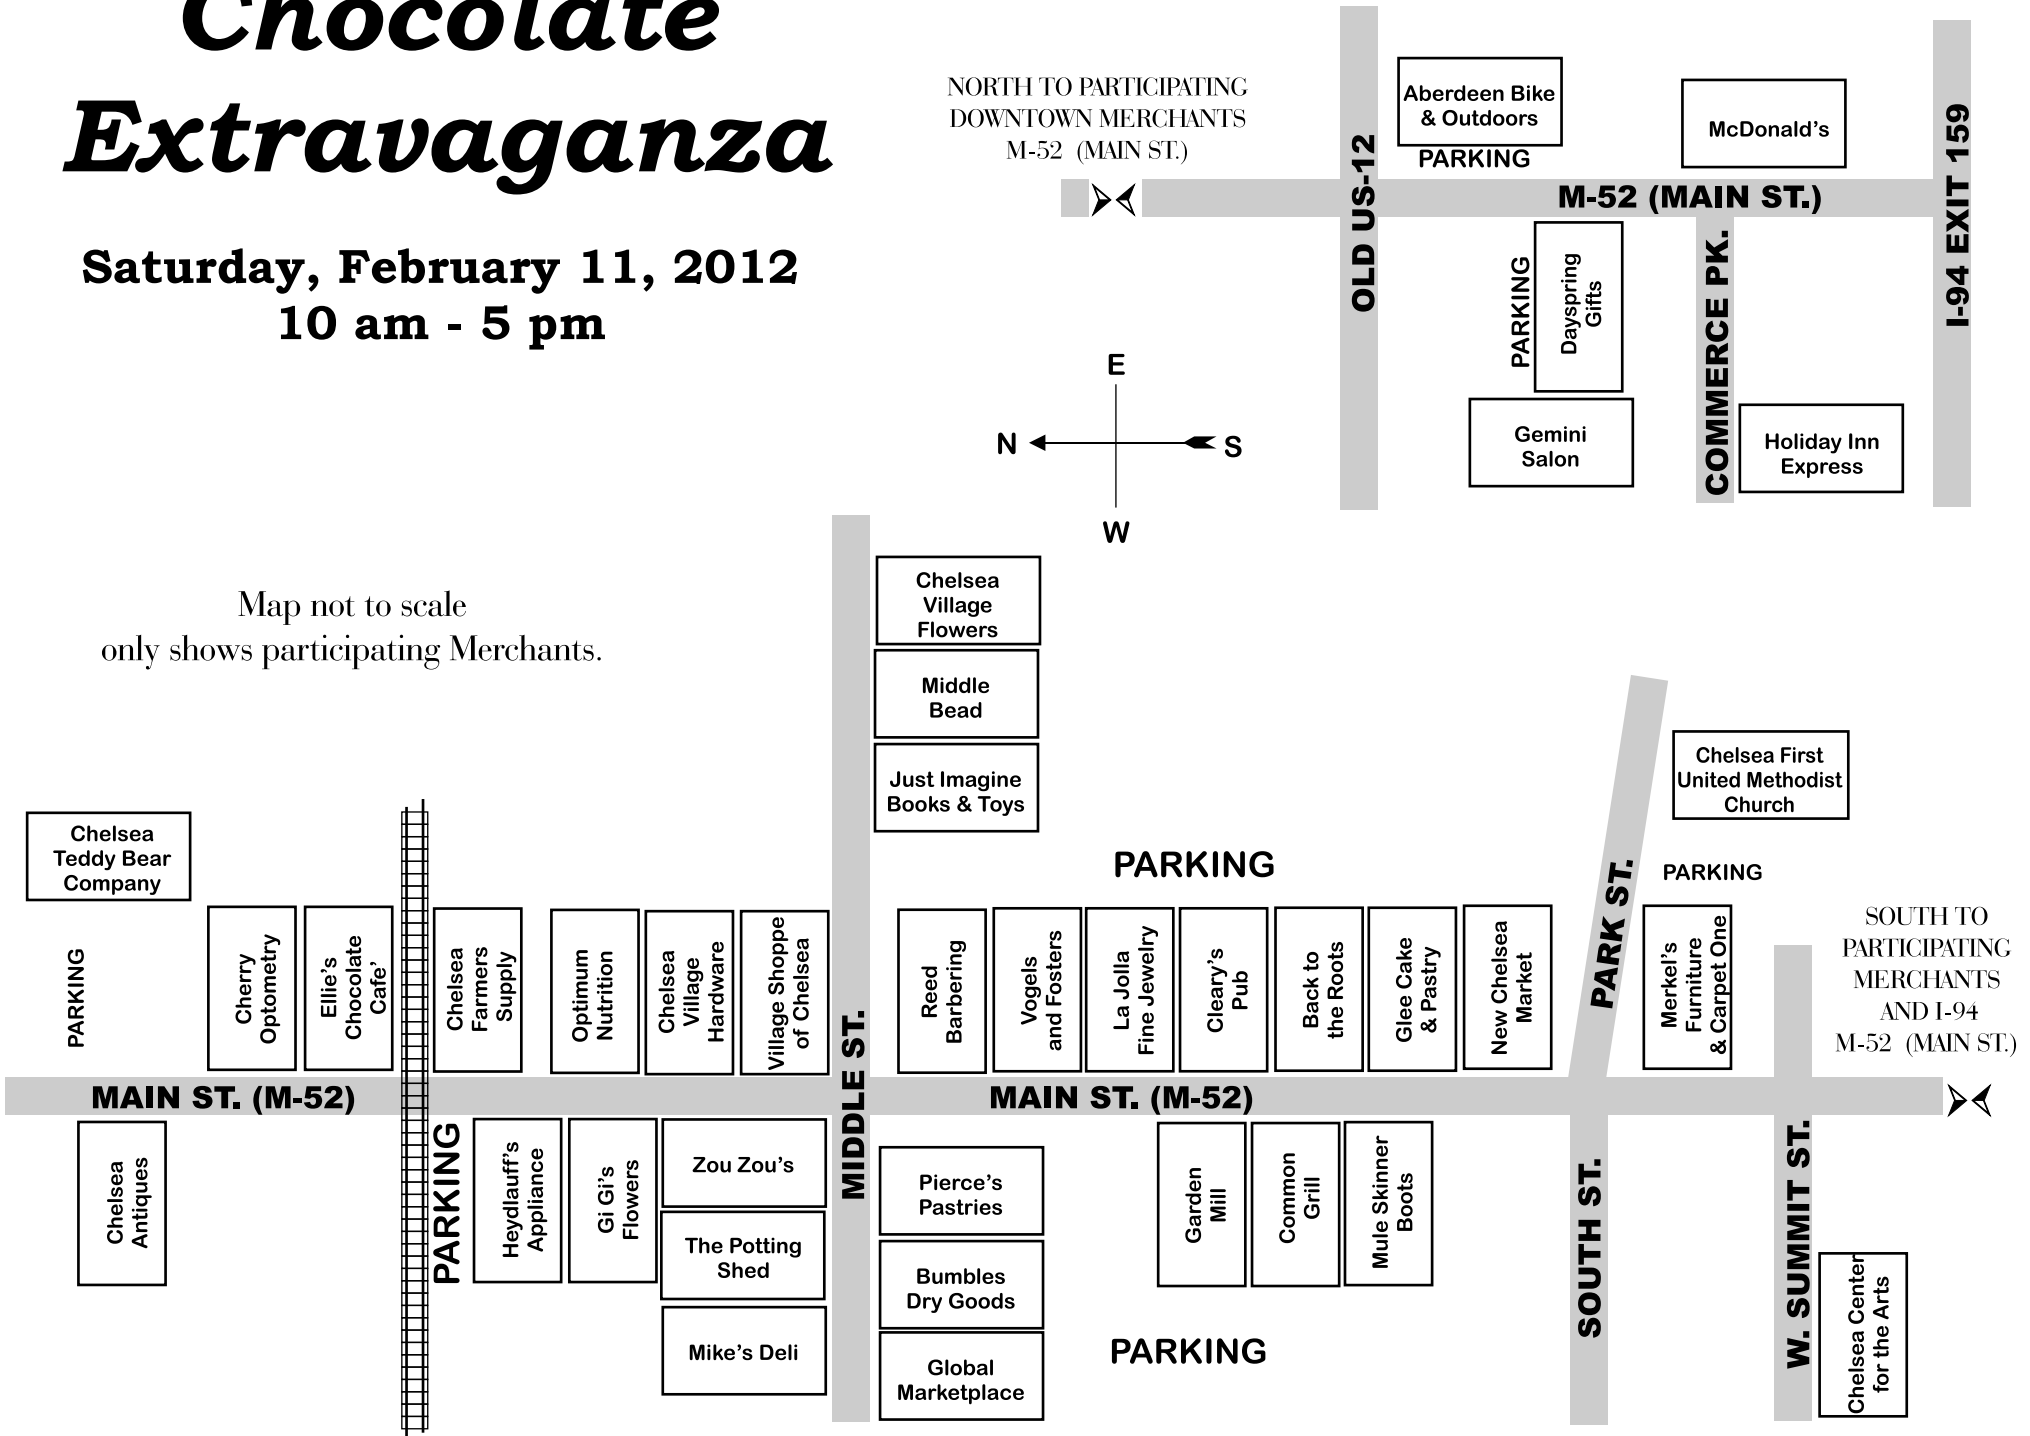 Chocolate
Extravaganza
Saturday, February 11, 2012
10 am - 5 pm
NORTH TO PARTICIPATING
DOWNTOWN MERCHANTS
M-52 (MAIN ST.)
OLD US-12
Aberdeen Bike
& Outdoors
PARKING
McDonald's
M-52 (MAIN ST.)
I-94 EXIT 159
PARKING
Dayspring
Gifts
COMMERCE PK.
Gemini
Salon
Holiday Inn
Express
E
N
S
W
Map not to scale
only shows participating Merchants.
Chelsea
Village
Flowers
Middle
Bead
Just Imagine
Books & Toys
PARKING
Chelsea First
United Methodist
Church
PARKING
PARK ST.
Chelsea
Teddy Bear
Company
PARKING
Cherry
Optometry
Ellie's
Chocolate
Cafe'
Chelsea
Farmers
Supply
Optimum
Nutrition
Chelsea
Village
Hardware
Village Shoppe
of Chelsea
MIDDLE ST.
Reed
Barbering
Vogels
and Fosters
La Jolla
Fine Jewelry
Cleary's
Pub
Back to
the Roots
Glee Cake
& Pastry
New Chelsea
Market
Merkel's
Furniture
& Carpet One
SOUTH TO
PARTICIPATING
MERCHANTS
AND I-94
M-52 (MAIN ST.)
MAIN ST. (M-52)
MAIN ST. (M-52)
Chelsea
Antiques
PARKING
Heydlauff's
Appliance
Gi Gi's
Flowers
Zou Zou's
The Potting
Shed
Mike's Deli
Pierce's
Pastries
Bumbles
Dry Goods
Global
Marketplace
Garden
Mill
Common
Grill
Mule Skinner
Boots
PARKING
SOUTH ST.
W. SUMMIT ST.
Chelsea Center
for the Arts